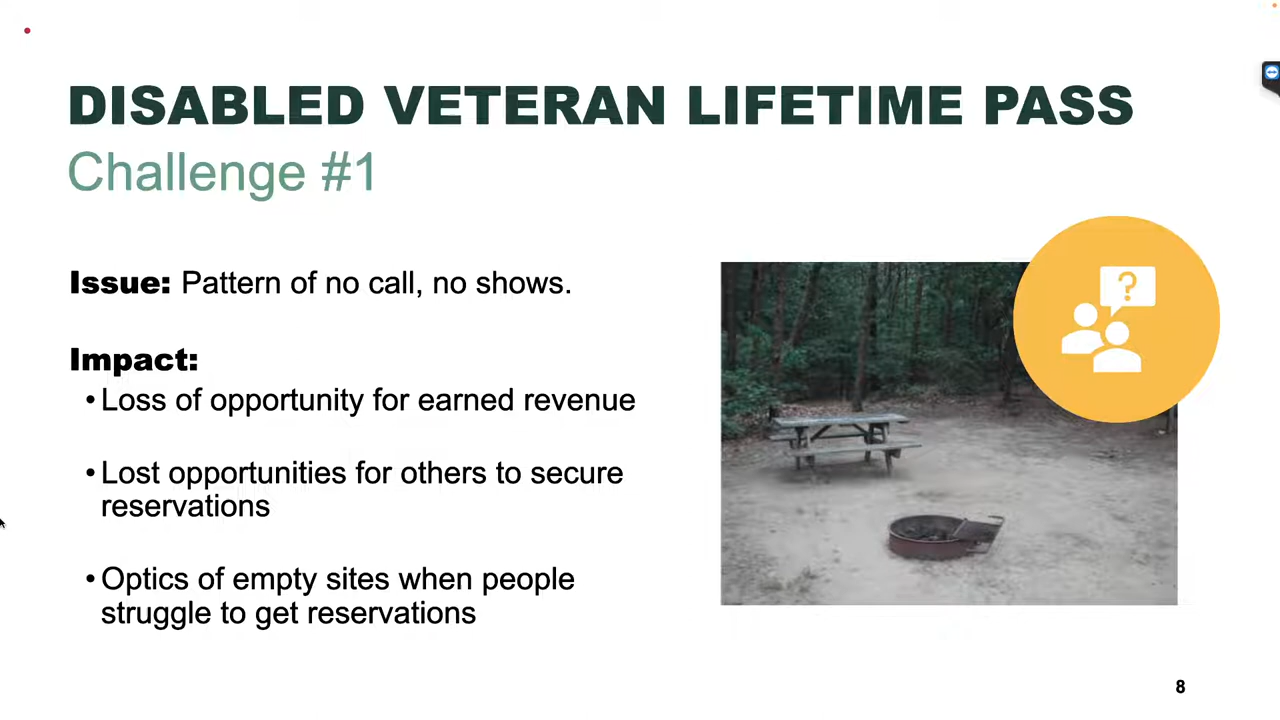 DISABLED VETERAN LIFETIME PASS
Challenge #1
Issue: Pattern of no call, no shows.
Impact:
• Loss of opportunity for earned revenue
• Lost opportunities for others to secure
reservations
• Optics of empty sites when people
struggle to get reservations
?
8